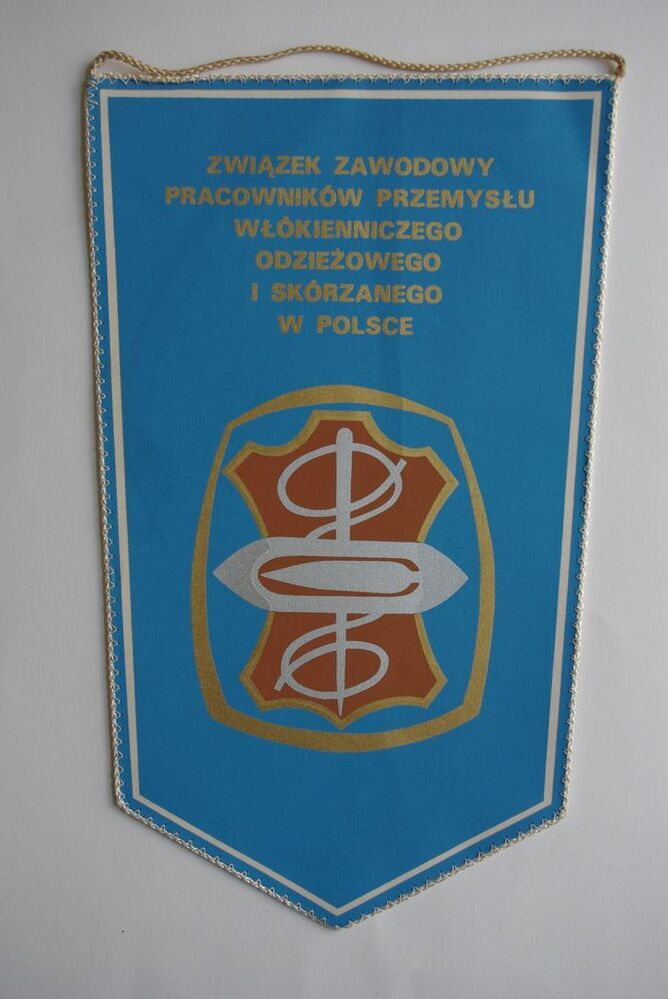 ZWIĄZEK ZAWODOWY
PRACOWNIKÓW PRZEMYSŁU
WŁÓKIENNICZEGO
ODZIEŻOWEGO
I SKÓRZANEGO
W POLSCE